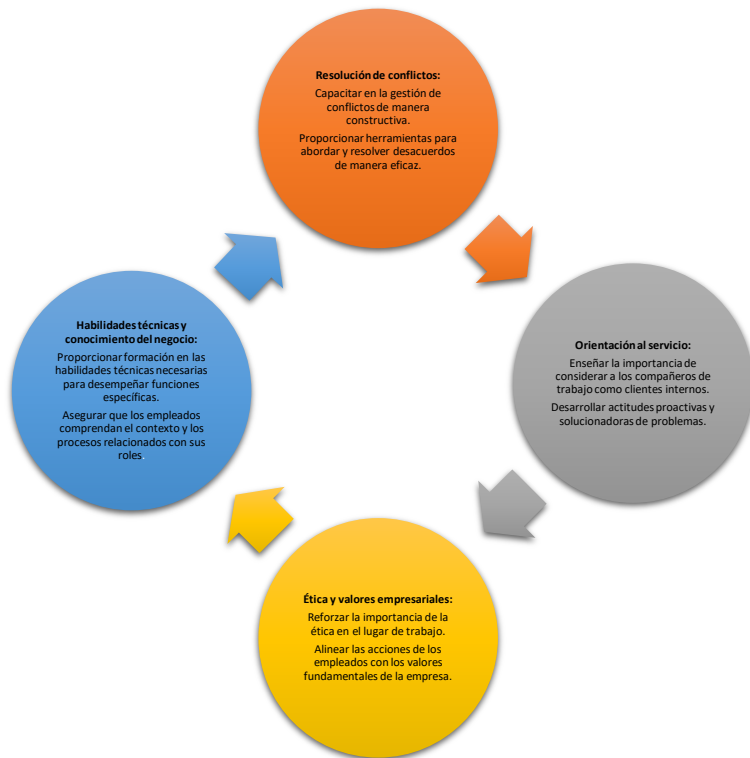 Resolución de conflictos:
Capacitar en la gestión de
conflictos de manera
constructiva.
Proporcionar herramientas para
abordar y resolver desacuerdos
de manera eficaz.
Orientación al servicio:
Enseñar la importancia de
considerar a los compañeros de
trabajo como clientes internos.
Desarrollar actitudes proactivas y
solucionadoras de problemas.
Ética y valores empresariales:
Reforzar la importancia de la
ética en el lugar de trabajo.
Alinear las acciones de los
empleados con los valores
fundamentales de la empresa.
Habilidades técnicas y
conocimiento del negocio:
Proporcionar formación en las
habilidades técnicas necesarias
para desempeñar funciones
específicas.
Asegurar que los empleados
comprendan el contexto y los
procesos relacionados con sus
roles.